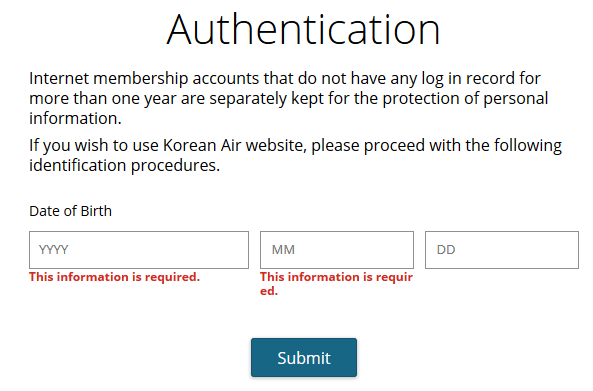 Authentication
Internet membership accounts that do not have any log in record for
more than one year are separately kept for the protection of personal
information.
If you wish to use Korean Air website, please proceed with the following
identification procedures.
Date of Birth
YYYY MM DD
This information is required. This information is requir
ed.
Submit